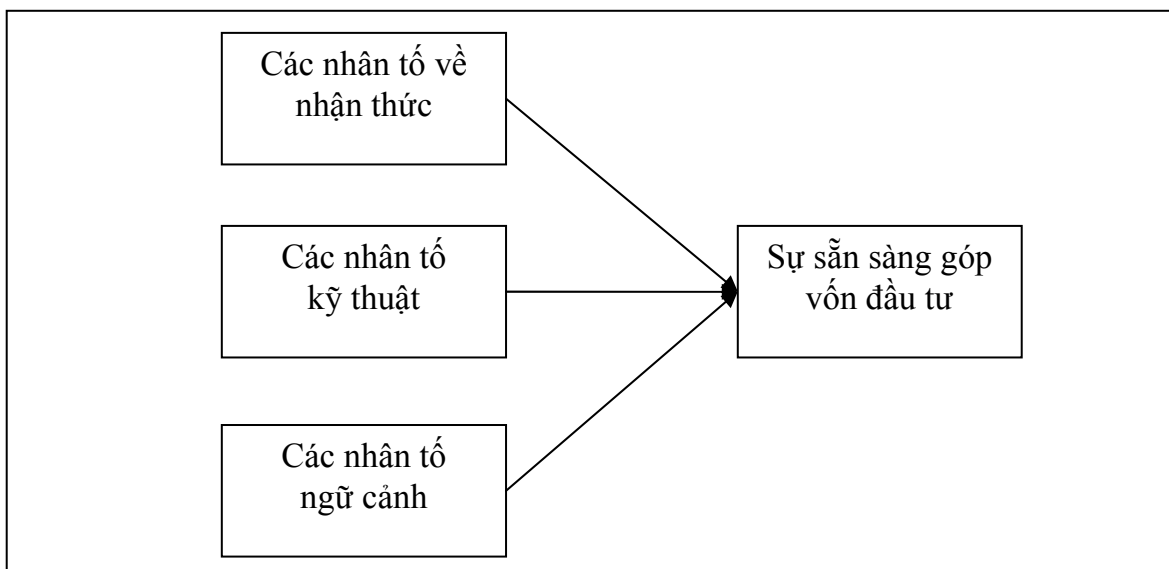 Các nhân tố về
nhận thức
Các nhân tố
kỹ thuật
Sự sẵn sàng góp
vốn đầu tư
Các nhân tố
ngữ cảnh